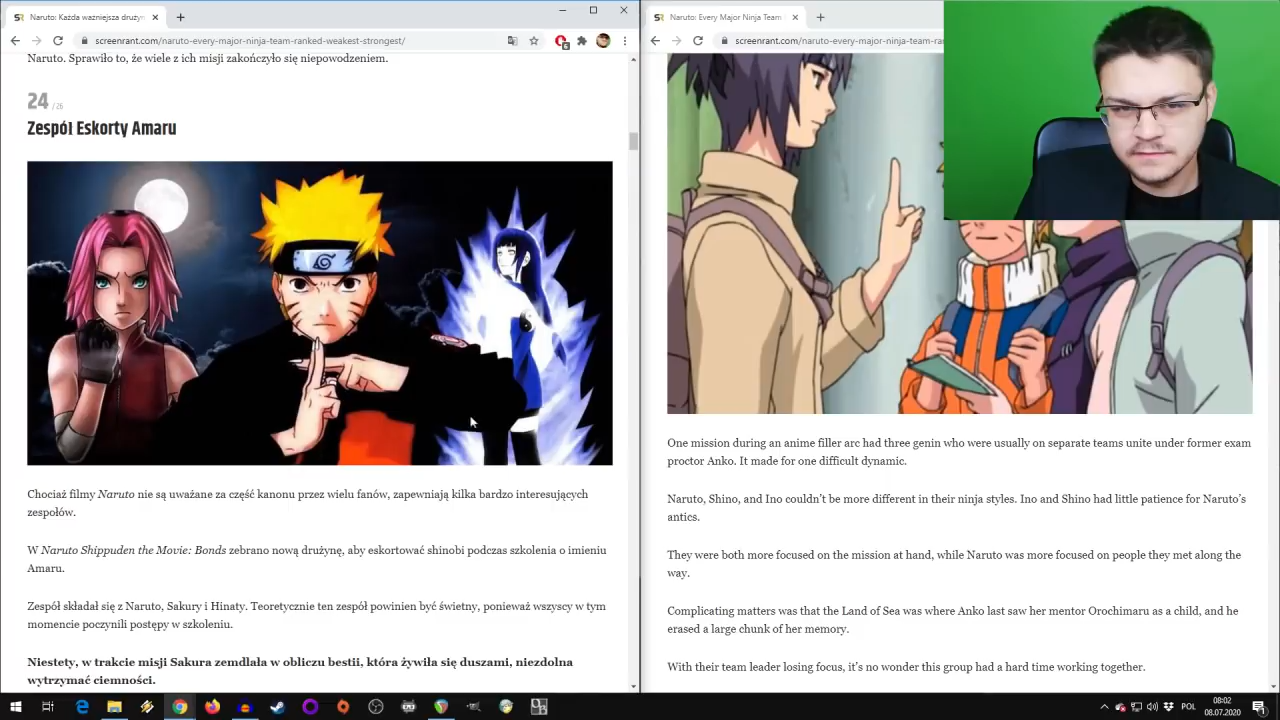 Naruto: Każda ważniejsza drużyn
screenrant.com/naruto-every-major-ninja-team-ranked-weakest-strongest/
Naruto. Sprawiło to, że wiele z ich misji zakończyło się niepowodzeniem.
24 / 26
Zespól Eskorty Amaru
Chociaż filmy Naruto nie są uważane za część kanonu przez wielu fanów, zapewniają kilka bardzo interesujących
zespołów.
W Naruto Shippuden the Movie: Bonds zebrano nową drużynę, aby eskortować shinobi podczas szkolenia o imieniu
Amaru.
Zespół składał się z Naruto, Sakury i Hinaty. Teoretycznie ten zespół powinien być świetny, ponieważ wszyscy w tym
momencie poczynili postępy w szkoleniu.
Niestety, w trakcie misji Sakura zemdlała w obliczu bestii, która żywiła się duszami, niezdolna
wytrzymać ciemności.
Naruto: Every Major Ninja Team
screenrant.com/naruto-every-major-ninja-team-ra
One mission during an anime filler arc had three genin who were usually on separate teams unite under former exam
proctor Anko. It made for one difficult dynamic.
Naruto, Shino, and Ino couldn't be more different in their ninja styles. Ino and Shino had little patience for Naruto's
antics.
They were both more focused on the mission at hand, while Naruto was more focused on people they met along the
way.
Complicating matters was that the Land of Sea was where Anko last saw her mentor Orochimaru as a child, and he
erased a large chunk of her memory.
With their team leader losing focus, it's no wonder this group had a hard time working together.
POL
08:02
08.07.2020